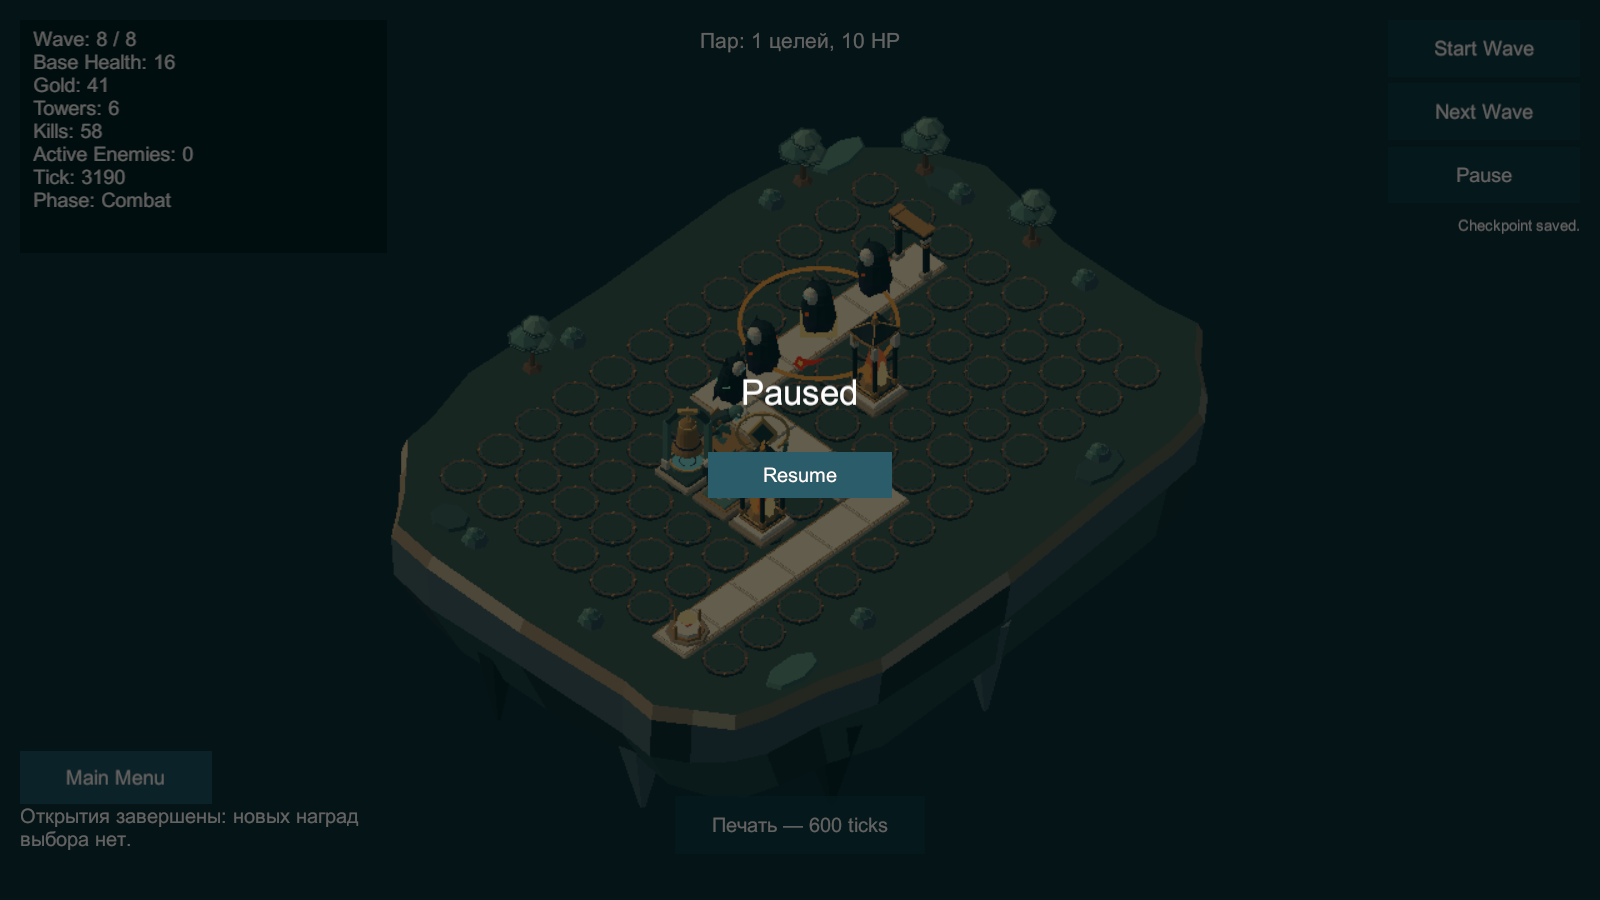 Wave: 8 / 8
Base Health: 16
Gold: 41
Towers: 6
Kills: 58
Active Enemies: 0
Tick: 3190
Phase: Combat
Пар: 1 целей, 10 HP
Start Wave
Next Wave
Pause
Checkpoint saved.
Paused
Resume
Main Menu
Открытия завершены: новых наград
выбора нет.
Печать — 600 ticks